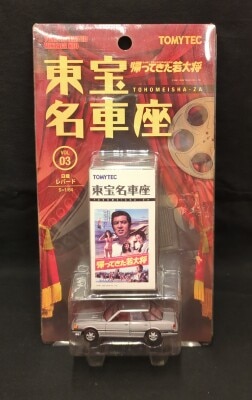 TOMYTEC
東宝
名車座
帰ってきた若大将
TOHOMEISHA-ZA
VOL.
03
日産
レパード
S=1/64
TOMYTEC
東宝名車座
帰ってきた若大将